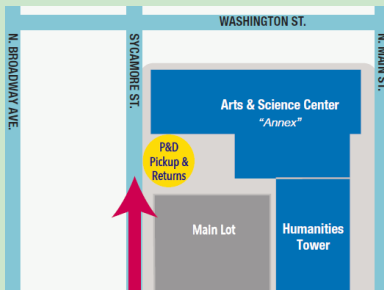 WASHINGTON ST.
N. BROADWAY AVE.
SYCAMORE ST.
N. MAIN ST.
Arts & Science Center
"Annex"
P&D
Pickup &
Returns
Main Lot
Humanities
Tower